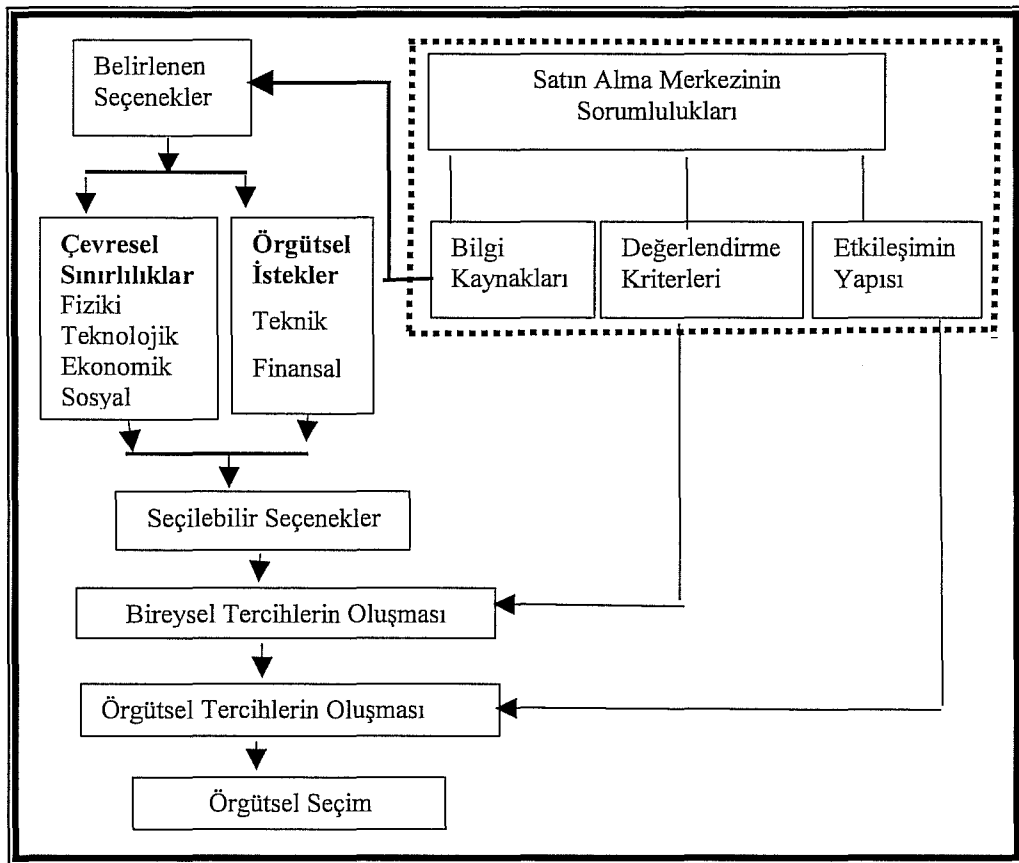 Belirlenen
Seçenekler
Satın Alma Merkezinin
Sorumlulukları
Çevresel
Sınırlılıklar
Fiziki
Teknolojik
Ekonomik
Sosyal
Örgütsel
İstekler
Teknik
Finansal
Bilgi
Kaynakları
Değerlendirme
Kriterleri
Etkileşimin
Yapısı
Seçilebilir Seçenekler
Bireysel Tercihlerin Oluşması
Örgütsel Tercihlerin Oluşması
Örgütsel Seçim